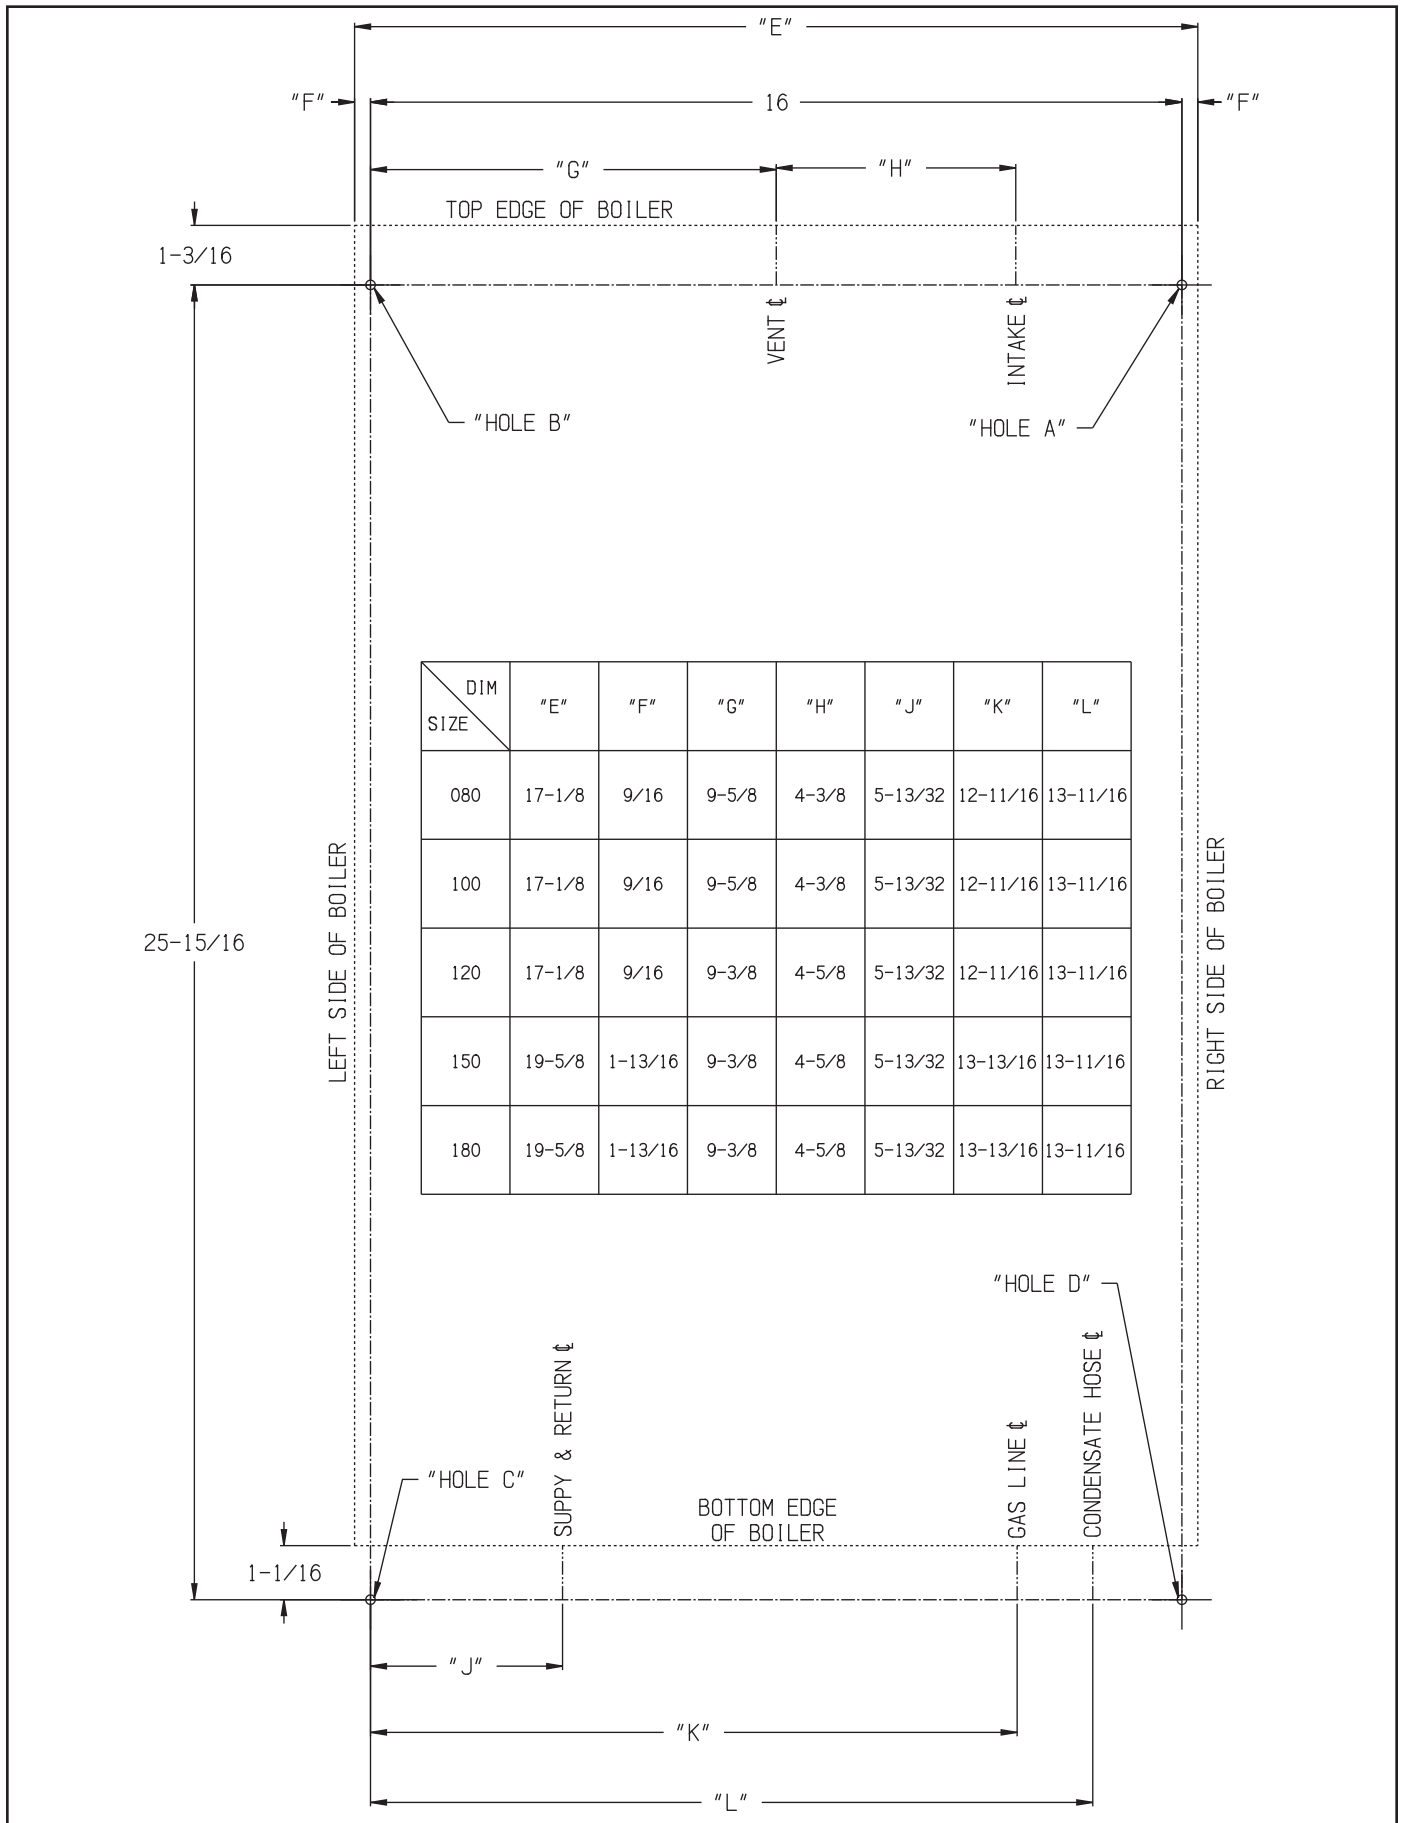 "E"
"F" 16 "F"
"G" "H"
TOP EDGE OF BOILER
1-3/16
VENT ℄
INTAKE ℄
"HOLE B" "HOLE A"
DIM
SIZE
"E" "F" "G" "H" "J" "K" "L"
080 17-1/8 9/16 9-5/8 4-3/8 5-13/32 12-11/16 13-11/16
100 17-1/8 9/16 9-5/8 4-3/8 5-13/32 12-11/16 13-11/16
120 17-1/8 9/16 9-3/8 4-5/8 5-13/32 12-11/16 13-11/16
150 19-5/8 1-13/16 9-3/8 4-5/8 5-13/32 13-13/16 13-11/16
180 19-5/8 1-13/16 9-3/8 4-5/8 5-13/32 13-13/16 13-11/16
25-15/16
LEFT SIDE OF BOILER
RIGHT SIDE OF BOILER
"HOLE D"
SUPPY & RETURN ℄
GAS LINE ℄
CONDENSATE HOSE ℄
"HOLE C"
BOTTOM EDGE
OF BOILER
1-1/16
"J"
"K"
"L"